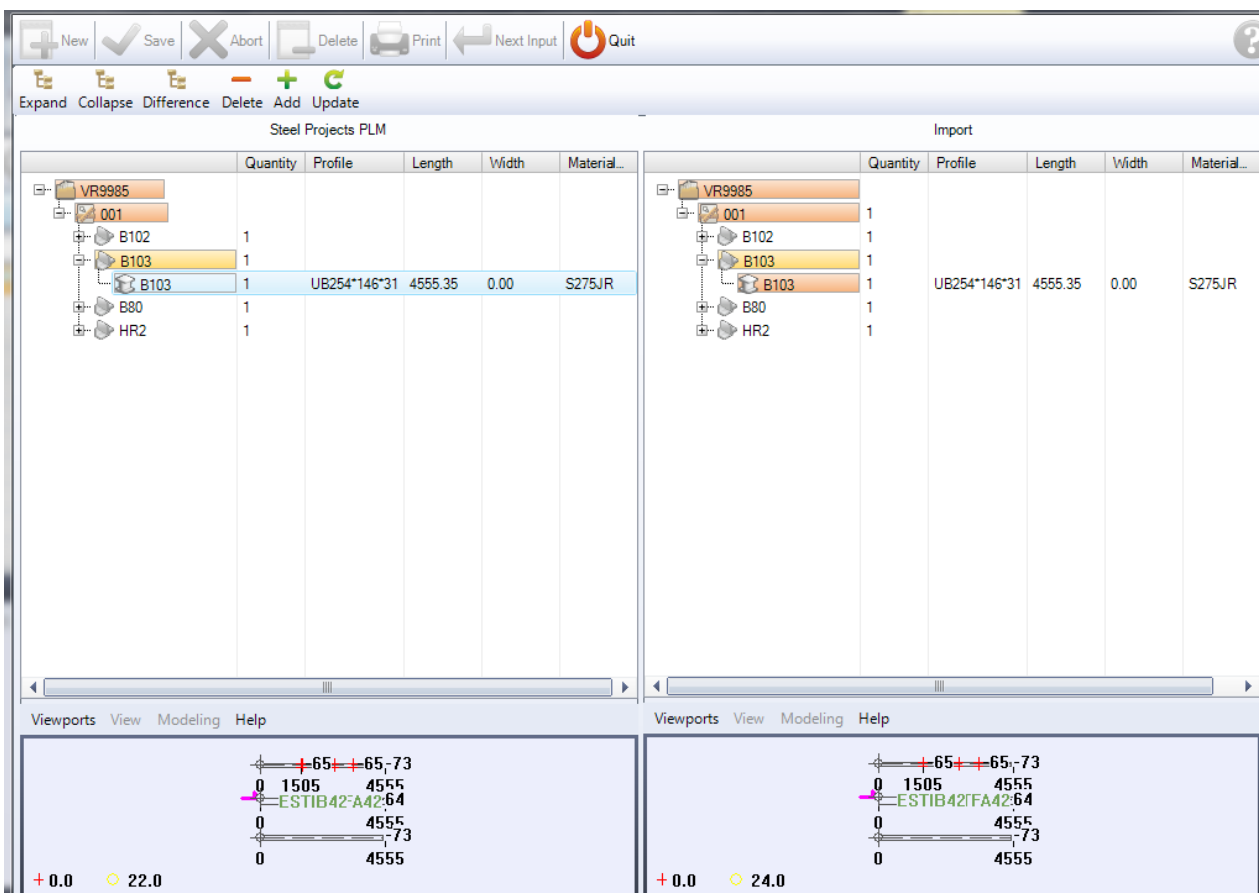 New Save Abort Delete Print Next Input Quit ?
Expand Collapse Difference Delete Add Update
Steel Projects PLM
Quantity Profile Length Width Material...
VR9985
001
B102 1
B103 1
B103 1 UB254*146*31 4555.35 0.00 S275JR
B80 1
HR2 1
Viewports View Modeling Help
-65 -65,-73
0 1505 4555
64
0 4555
-73
0 4555
+ 0.0 22.0
Import
Quantity Profile Length Width Material...
VR9985
001 1
B102 1
B103 1
B103 1 UB254*146*31 4555.35 0.00 S275JR
B80 1
HR2 1
Viewports View Modeling Help
-65 -65,-73
0 1505 4555
64
0 4555
-73
0 4555
+ 0.0 24.0